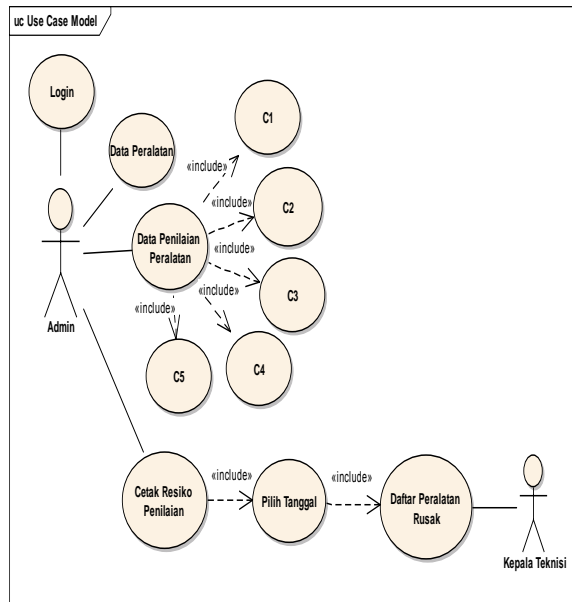 uc Use Case Model
Login
Data Peralatan
C1
«include»
C2
«include»
Data Penilaian
Peralatan
Admin
«include»
C3
«include»
«include»
C5
C4
Cetak Resiko
Penilaian
«include»
Pilih Tanggal
«include»
Daftar Peralatan
Rusak
Kepala Teknisi